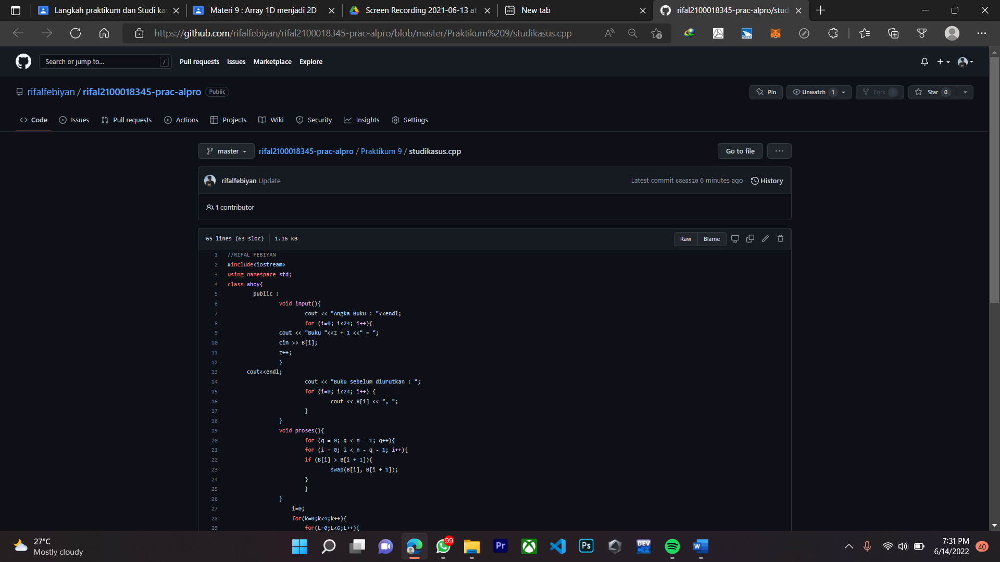 Langkah praktikum dan Studi kas
Materi 9 : Array 1D menjadi 2D
Screen Recording 2021-06-13 at
New tab
rifal2100018345-prac-alpro/stud
https://github.com/rifalfebiyan/rifal2100018345-prac-alpro/blob/master/Praktikum%209/studikasus.cpp
Search or jump to... /
Pull requests Issues Marketplace Explore
rifalfebiyan / rifal2100018345-prac-alpro Public
Pin Unwatch 1 Fork 1 Star 0
Code Issues Pull requests Actions Projects Wiki Security Insights Settings
master rifal2100018345-prac-alpro / Praktikum 9 / studikasus.cpp Go to file ...
rifalfebiyan Update Latest commit 68e8520 6 minutes ago History
1 contributor
65 lines (63 sloc) 1.16 KB Raw Blame
1 //RIFAL FEBIYAN
2 #include<iostream>
3 using namespace std;
4 class ahoy{
5 public :
6 void input(){
7 cout << "Angka Buku : "<<endl;
8 for (i=0; i<24; i++){
9 cout << "Buku "<<z + 1 <<" = ";
10 cin >> B[i];
11 z++;
12 }
13 cout<<endl;
14 cout << "Buku sebelum diurutkan : ";
15 for (i=0; i<24; i++) {
16 cout << B[i] << ", ";
17 }
18 }
19 void proses(){
20 for (q = 0; q < n - 1; q++){
21 for (i = 0; i < n - q - 1; i++){
22 if (B[i] > B[i + 1]){
23 swap(B[i], B[i + 1]);
24 }
25 }
26 }
27 i=0;
28 for(k=0;k<4;k++){
29 for(L=0;L<6;L++){
27°C
Mostly cloudy
99
Pr
Ps
DEV
C++
W
7:31 PM
6/14/2022
40